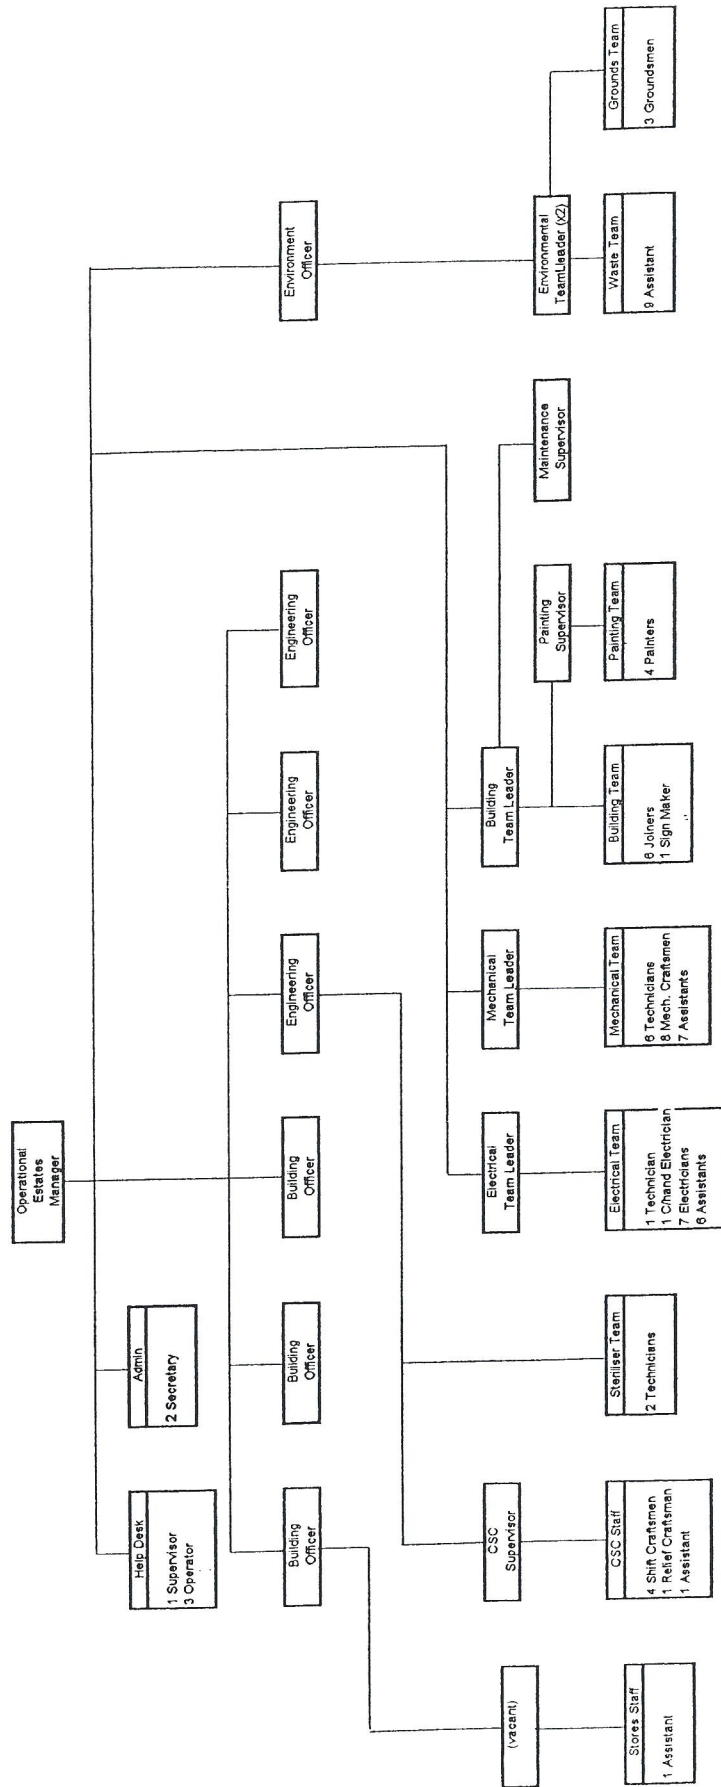 Operational
Estates
Manager
Help Desk
1 Supervisor
3 Operator
Admin
2 Secretary
Building
Officer
Building
Officer
Building
Officer
Engineering
Officer
Engineering
Officer
Engineering
Officer
Environment
Officer
(vacant)
CSC
Supervisor
Electrical
Team Leader
Mechanical
Team Leader
Building
Team Leader
Painting
Supervisor
Maintenance
Supervisor
Environmental
TeamLeader (x2)
Stores Staff
1 Assistant
CSC Staff
4 Shift Craftsmen
1 Relief Craftsman
1 Assistant
Steriliser Team
2 Technicians
Electrical Team
1 Technician
1 C/hand Electrician
7 Electricians
6 Assistants
Mechanical Team
6 Technicians
8 Mech. Craftsmen
7 Assistants
Building Team
6 Joiners
1 Sign Maker
Painting Team
4 Painters
Waste Team
9 Assistant
Grounds Team
3 Groundsmen